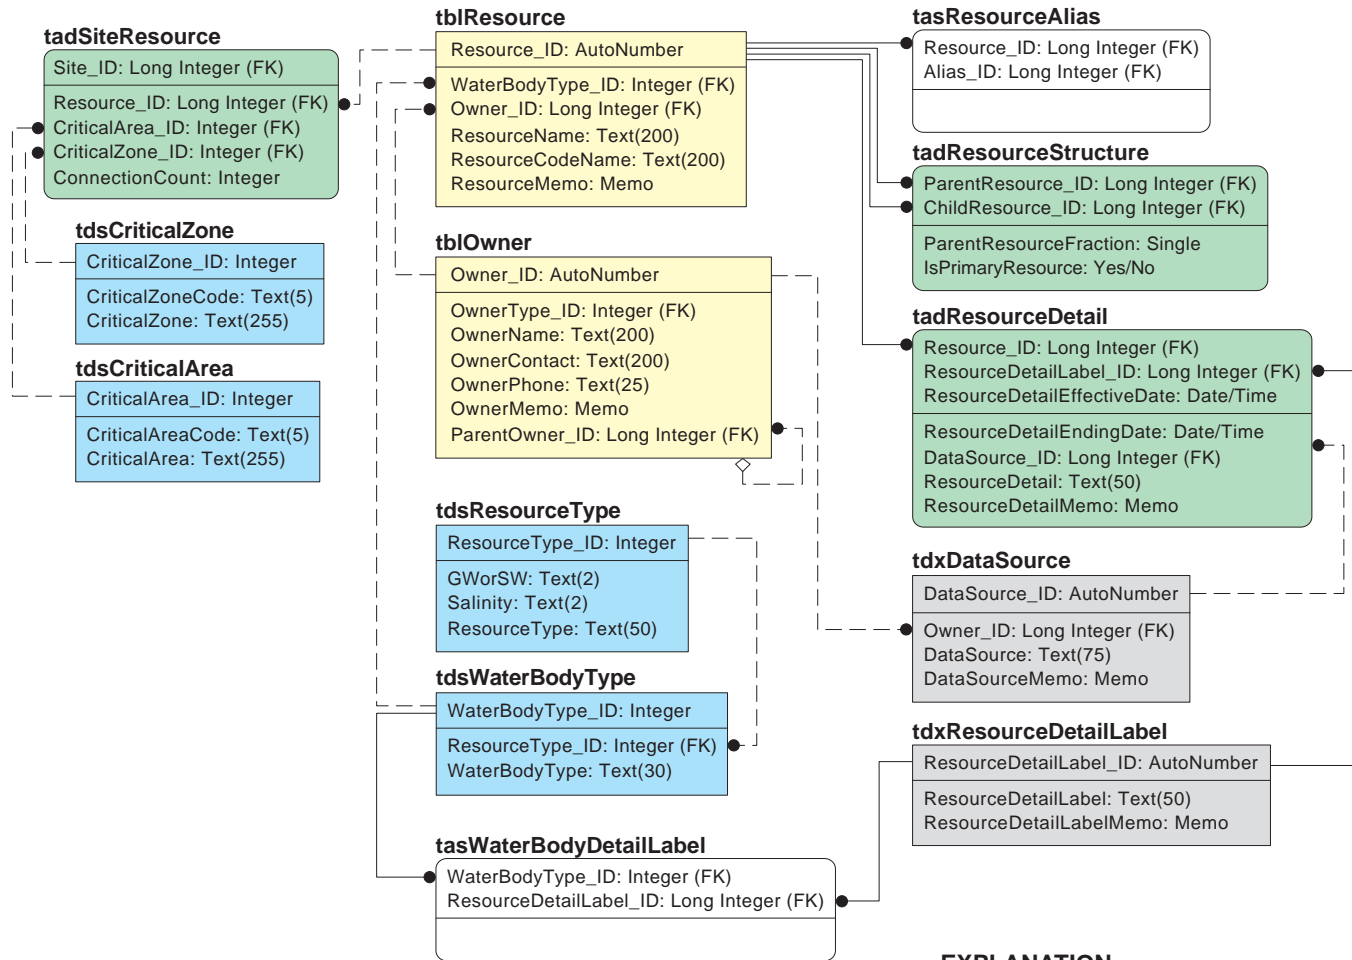 tadSiteResource
Site_ID: Long Integer (FK)
Resource_ID: Long Integer (FK)
CriticalArea_ID: Integer (FK)
CriticalZone_ID: Integer (FK)
ConnectionCount: Integer
tdsCriticalZone
CriticalZone_ID: Integer
CriticalZoneCode: Text(5)
CriticalZone: Text(255)
tdsCriticalArea
CriticalArea_ID: Integer
CriticalAreaCode: Text(5)
CriticalArea: Text(255)
tblResource
Resource_ID: AutoNumber
WaterBodyType_ID: Integer (FK)
Owner_ID: Long Integer (FK)
ResourceName: Text(200)
ResourceCodeName: Text(200)
ResourceMemo: Memo
tblOwner
Owner_ID: AutoNumber
OwnerType_ID: Integer (FK)
OwnerName: Text(200)
OwnerContact: Text(200)
OwnerPhone: Text(25)
OwnerMemo: Memo
ParentOwner_ID: Long Integer (FK)
tdsResourceType
ResourceType_ID: Integer
GWorSW: Text(2)
Salinity: Text(2)
ResourceType: Text(50)
tdsWaterBodyType
WaterBodyType_ID: Integer
ResourceType_ID: Integer (FK)
WaterBodyType: Text(30)
tasWaterBodyDetailLabel
WaterBodyType_ID: Integer (FK)
ResourceDetailLabel_ID: Long Integer (FK)
tasResourceAlias
Resource_ID: Long Integer (FK)
Alias_ID: Long Integer (FK)
tadResourceStructure
ParentResource_ID: Long Integer (FK)
ChildResource_ID: Long Integer (FK)
ParentResourceFraction: Single
IsPrimaryResource: Yes/No
tadResourceDetail
Resource_ID: Long Integer (FK)
ResourceDetailLabel_ID: Long Integer (FK)
ResourceDetailEffectiveDate: Date/Time
ResourceDetailEndingDate: Date/Time
DataSource_ID: Long Integer (FK)
ResourceDetail: Text(50)
ResourceDetailMemo: Memo
tdxDataSource
DataSource_ID: AutoNumber
Owner_ID: Long Integer (FK)
DataSource: Text(75)
DataSourceMemo: Memo
tdxResourceDetailLabel
ResourceDetailLabel_ID: AutoNumber
ResourceDetailLabel: Text(50)
ResourceDetailLabelMemo: Memo
EXPLANATION